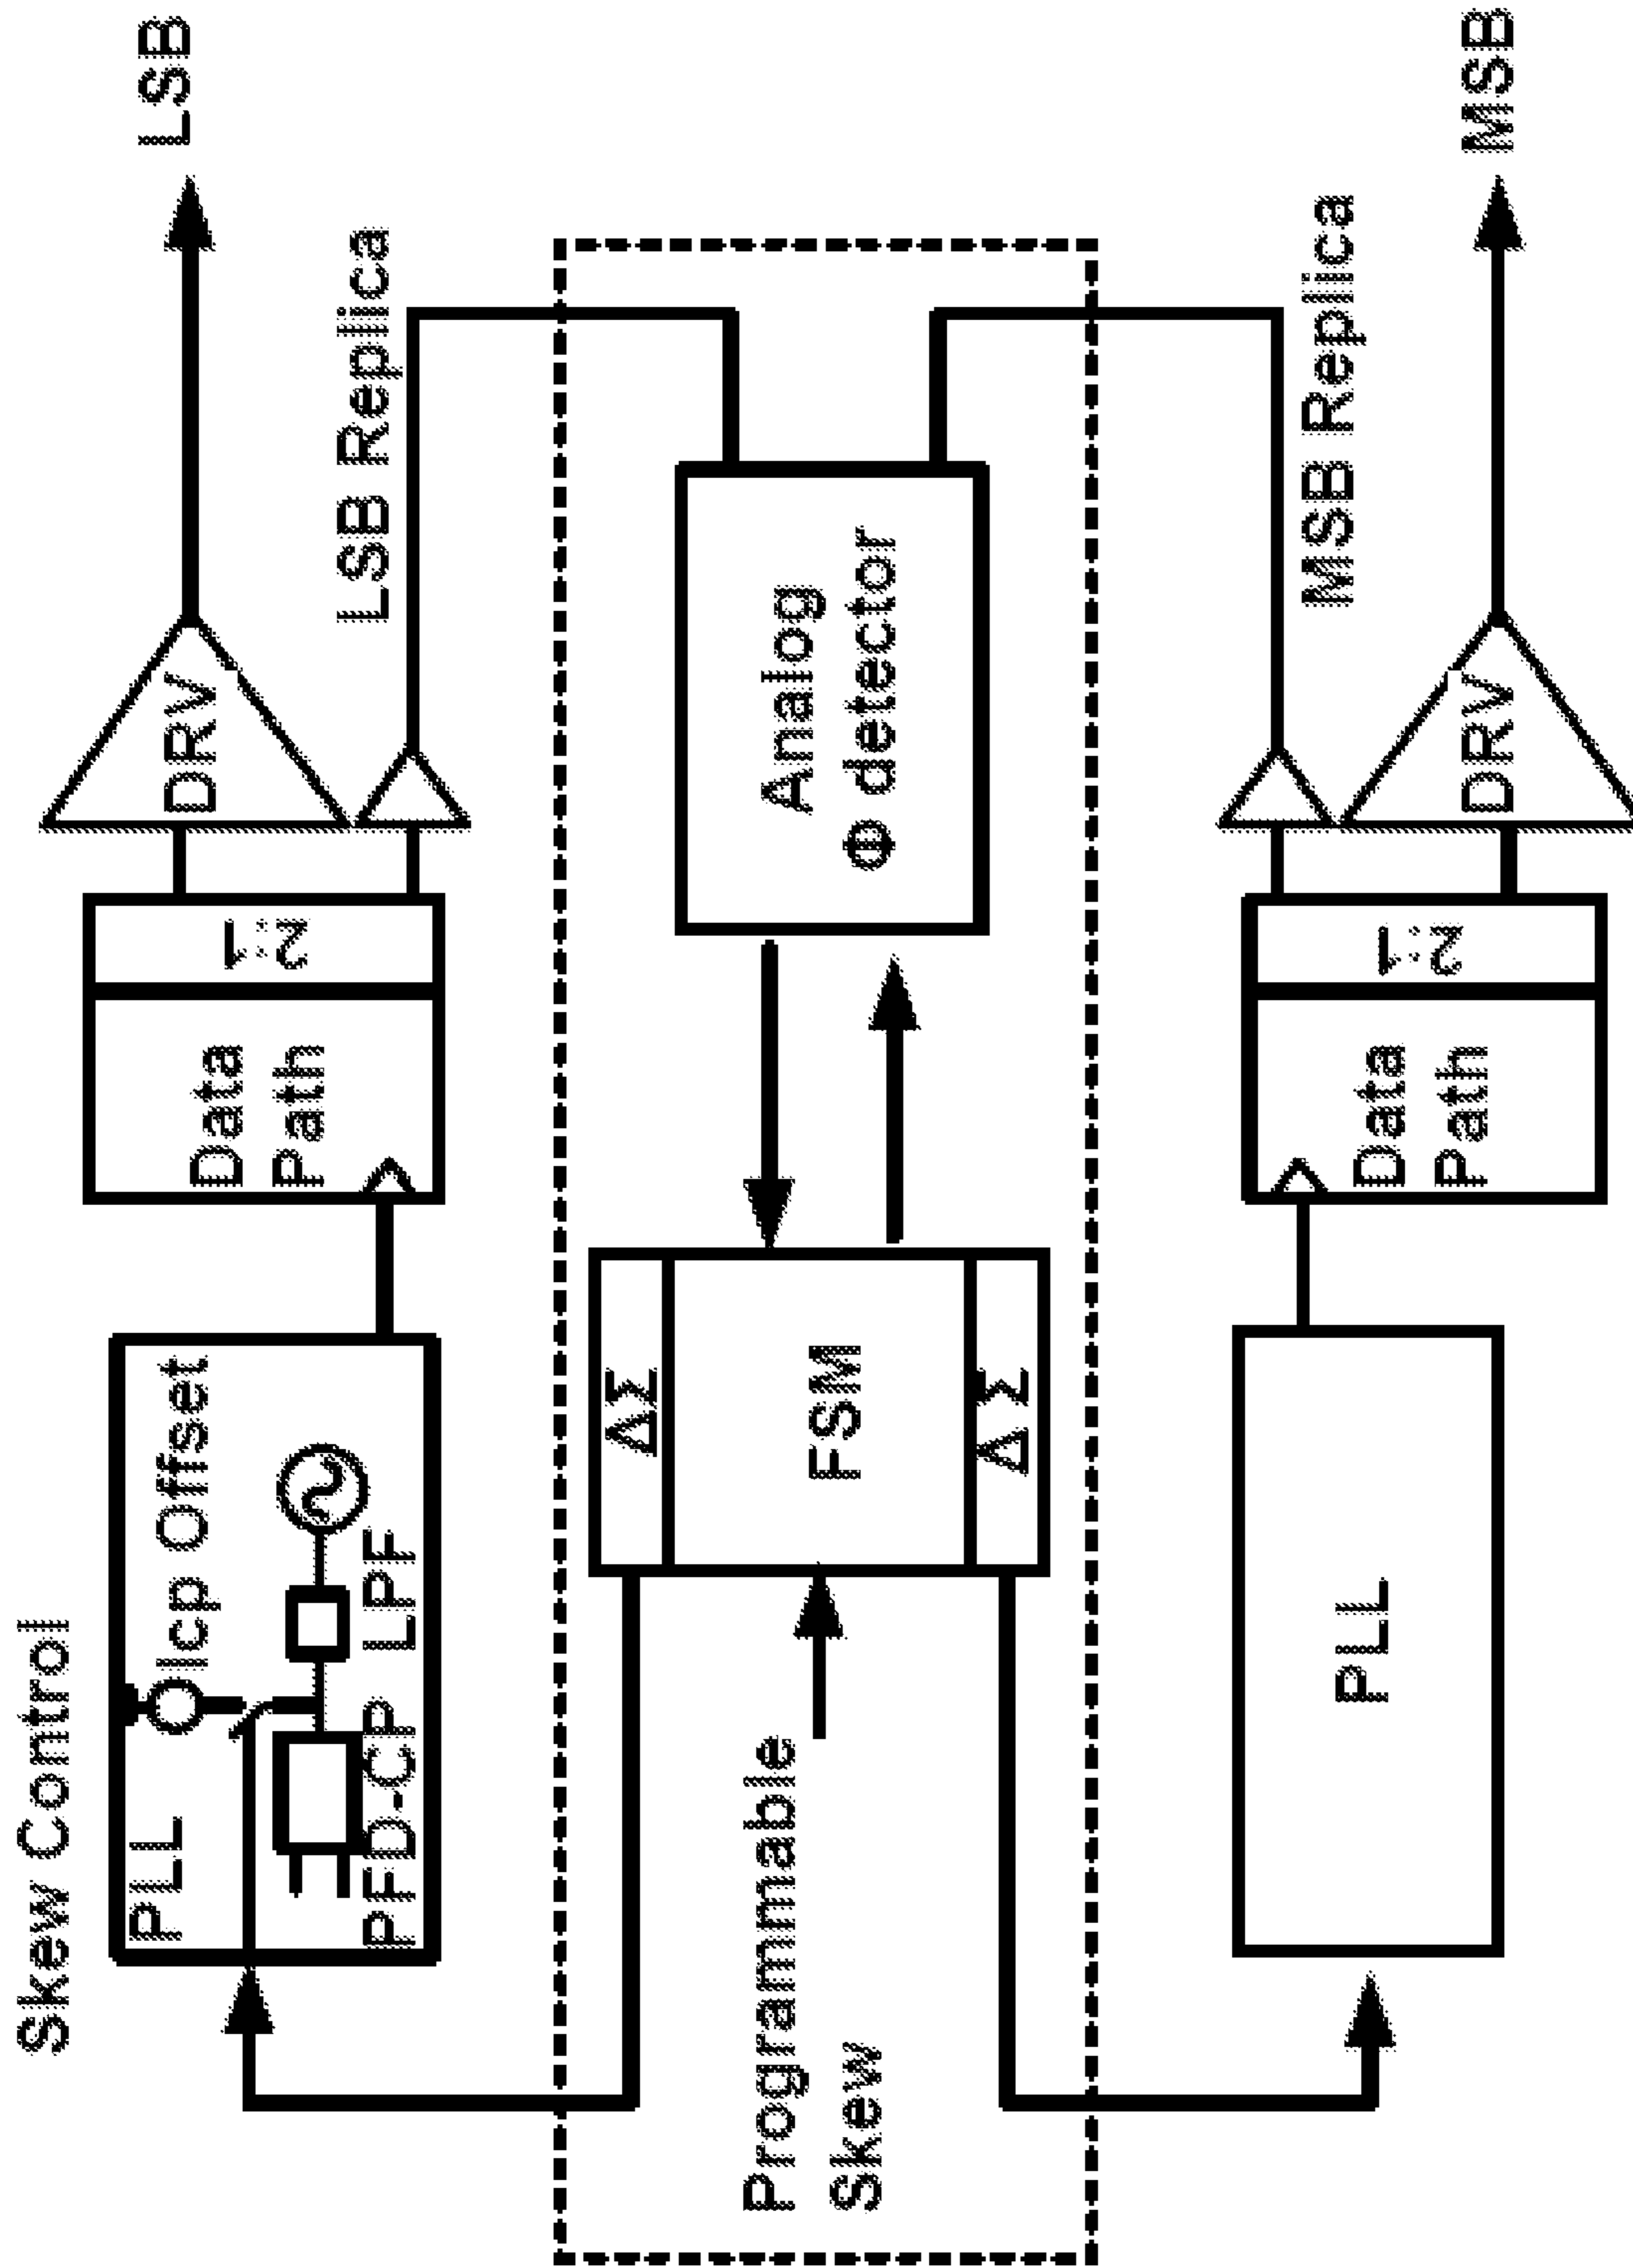 Skew Control
PLL
Icp Offset
PFD-CP
LPF
Data
Path
2:1
DRV
LSB
LSB Replica
Programmable
Skew
ΔΣ
FSM
Δ Σ
Analog
Φ detector
MSB Replica
PLL
Data
Path
2:1
DRV
MSB